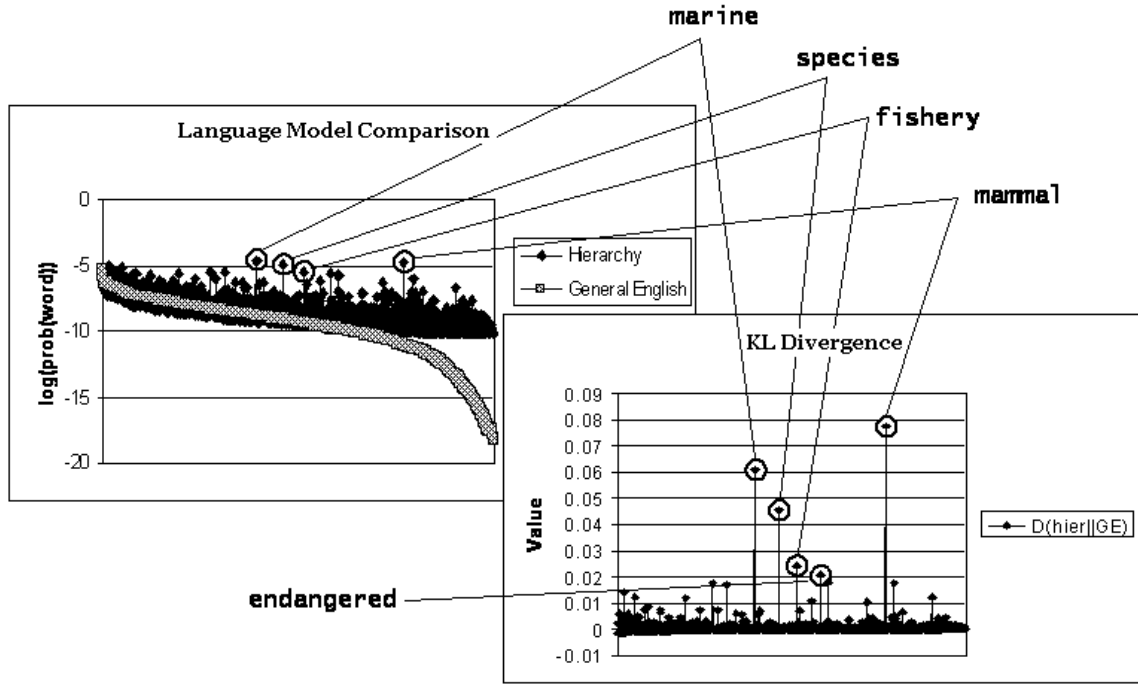 marine
species
fishery
mammal
Language Model Comparison
0
-5
-10
-15
-20
log(prob(word))
Hierarchy
General English
KL Divergence
0.09
0.08
0.07
0.06
0.05
0.04
0.03
0.02
0.01
0
-0.01
Value
D(hier||GE)
endangered